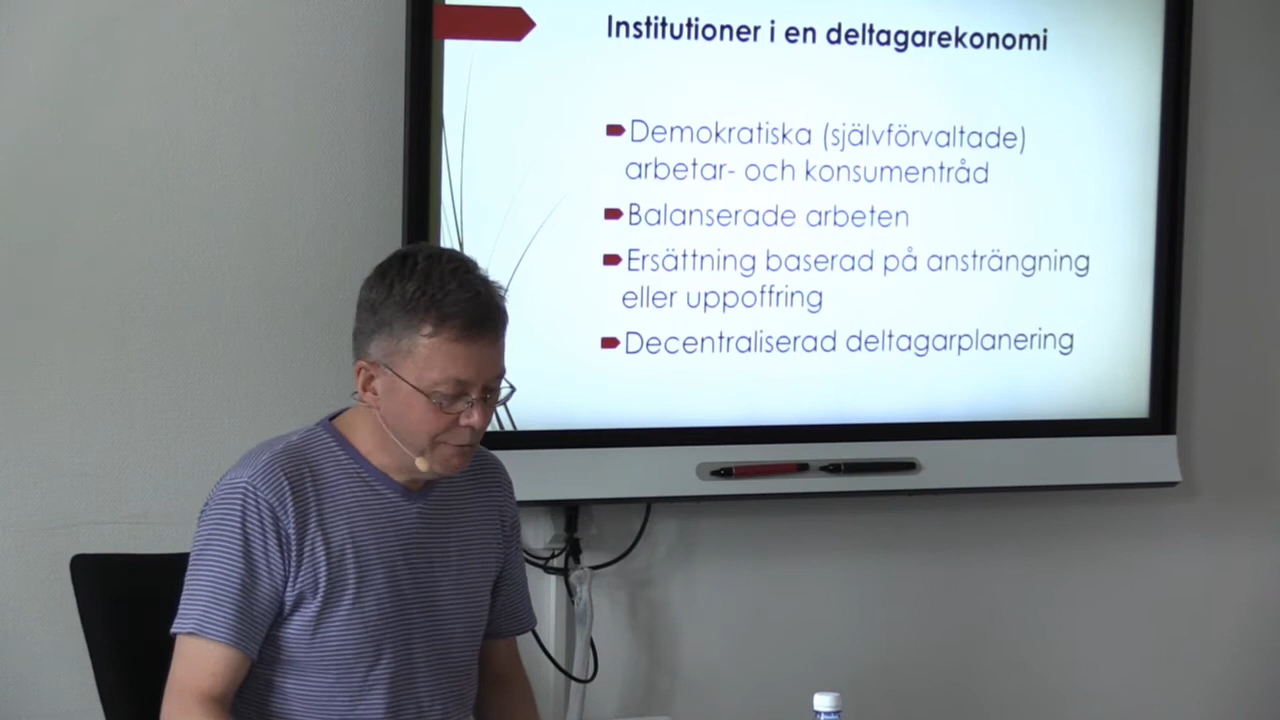 Institutioner i en deltagarekonomi
Demokratiska (självförvaltade)
arbetar- och konsumentråd
Balanserade arbeten
Ersättning baserad på ansträngning
eller uppoffring
Decentraliserad deltagarplanering